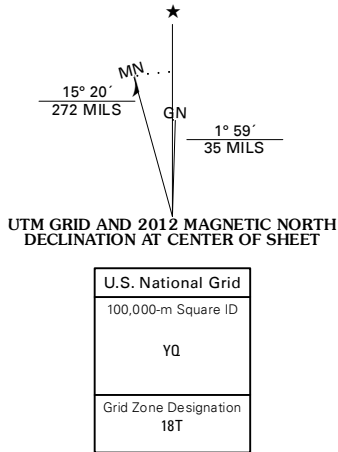 ★
MN
GN
15° 20´
272 MILS
1° 59´
35 MILS
UTM GRID AND 2012 MAGNETIC NORTH
DECLINATION AT CENTER OF SHEET
U.S. National Grid
100,000-m Square ID
YQ
Grid Zone Designation
18T